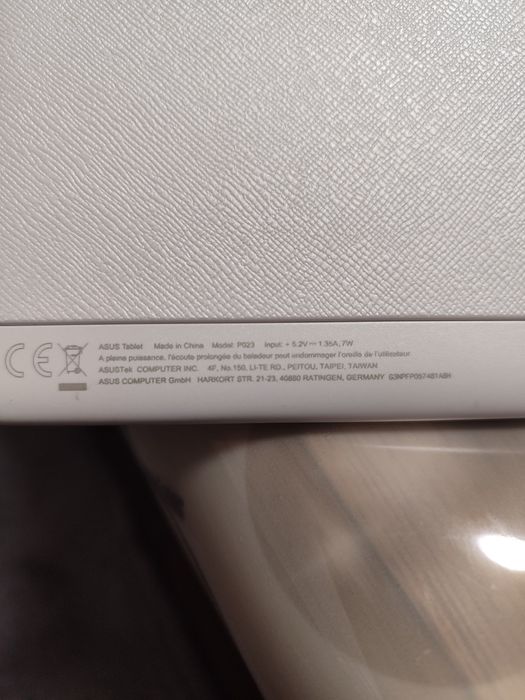 CE
ASUS Tablet Made in China Model: P023 Input: + 5.2V⎓1.35A, 7W
A pleine puissance, l'écoute prolongée du baladeur peut endommager l'oreille de l'utilisateur
ASUSTek COMPUTER INC. 4F, No.150, LI-TE RD., PEITOU, TAIPEI, TAIWAN
ASUS COMPUTER GmbH HARKORT STR. 21-23, 40880 RATINGEN, GERMANY